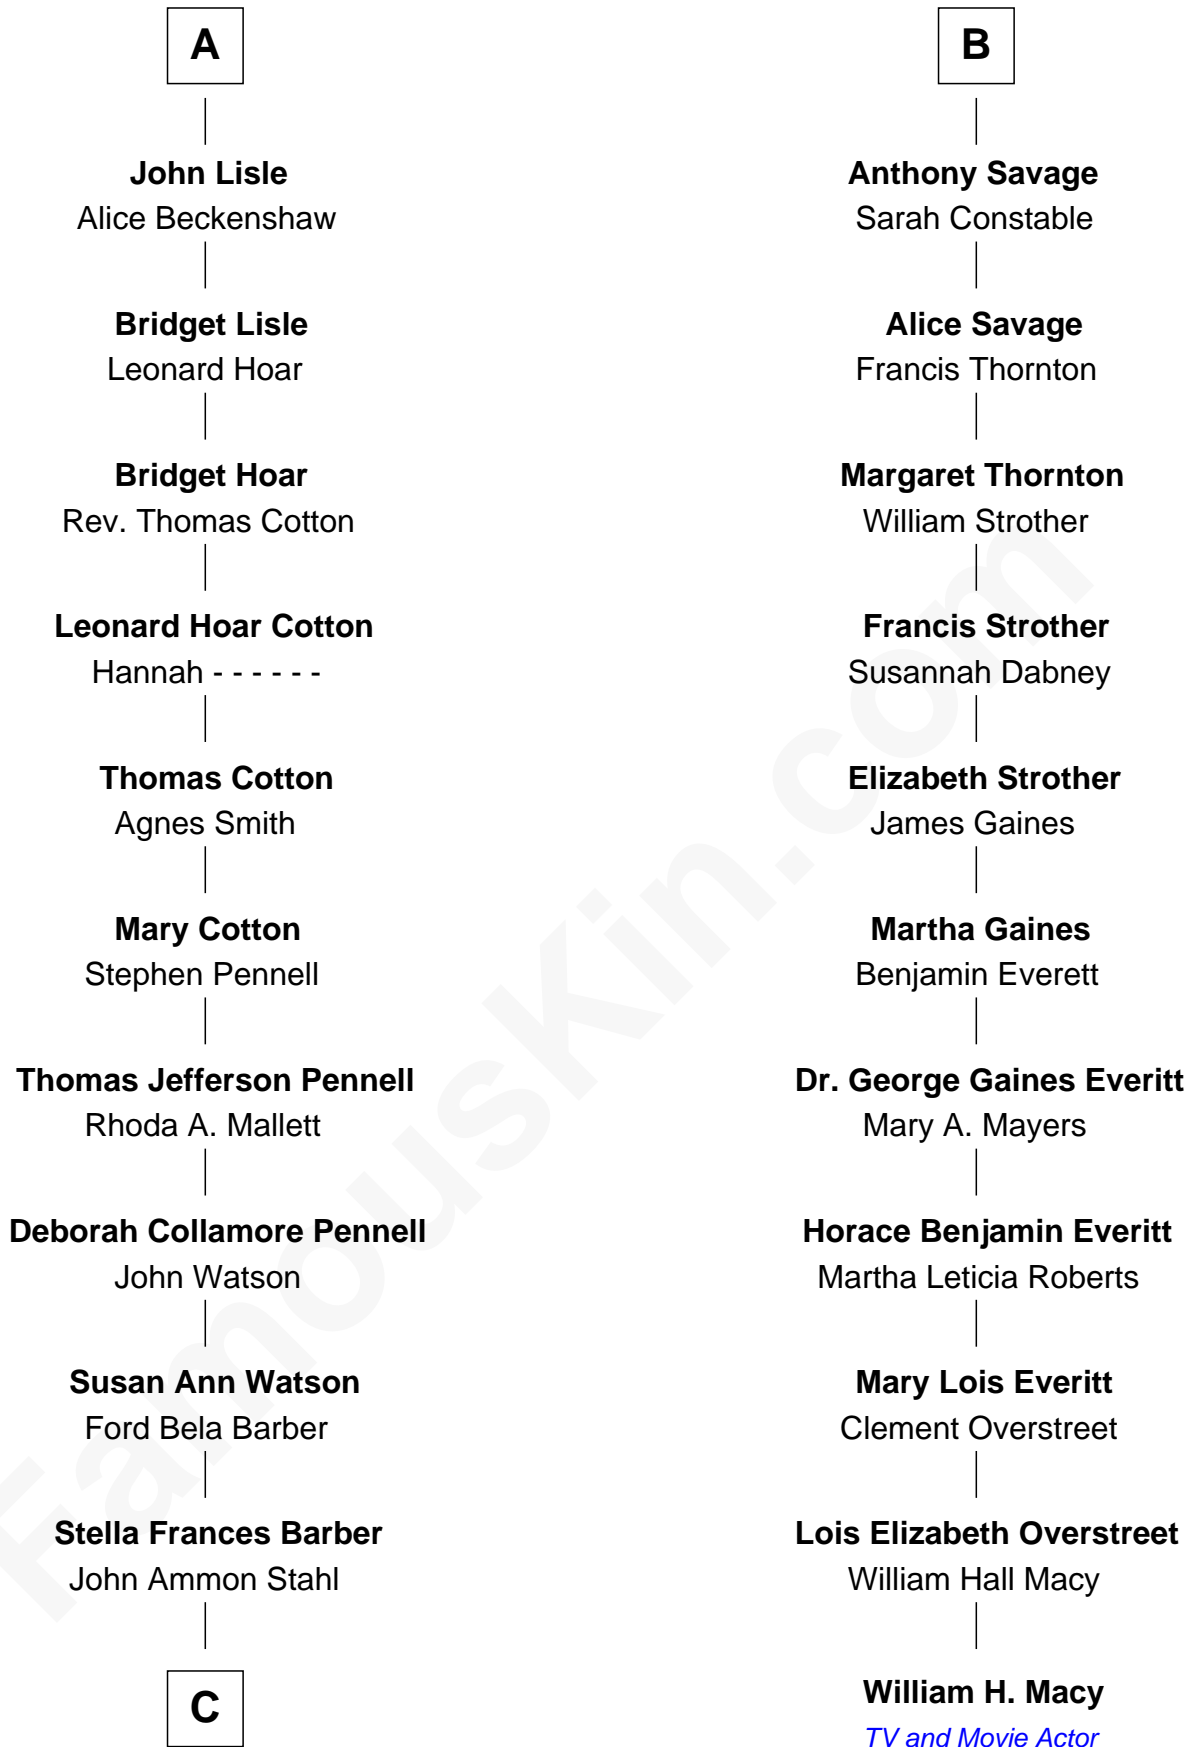 A
John Lisle
Alice Beckenshaw
Bridget Lisle
Leonard Hoar
Bridget Hoar
Rev. Thomas Cotton
Leonard Hoar Cotton
Hannah - - - - - -
Thomas Cotton
Agnes Smith
Mary Cotton
Stephen Pennell
Thomas Jefferson Pennell
Rhoda A. Mallett
Deborah Collamore Pennell
John Watson
Susan Ann Watson
Ford Bela Barber
Stella Frances Barber
John Ammon Stahl
C
B
Anthony Savage
Sarah Constable
Alice Savage
Francis Thornton
Margaret Thornton
William Strother
Francis Strother
Susannah Dabney
Elizabeth Strother
James Gaines
Martha Gaines
Benjamin Everett
Dr. George Gaines Everitt
Mary A. Mayers
Horace Benjamin Everitt
Martha Leticia Roberts
Mary Lois Everitt
Clement Overstreet
Lois Elizabeth Overstreet
William Hall Macy
William H. Macy
TV and Movie Actor
FamousKin.com